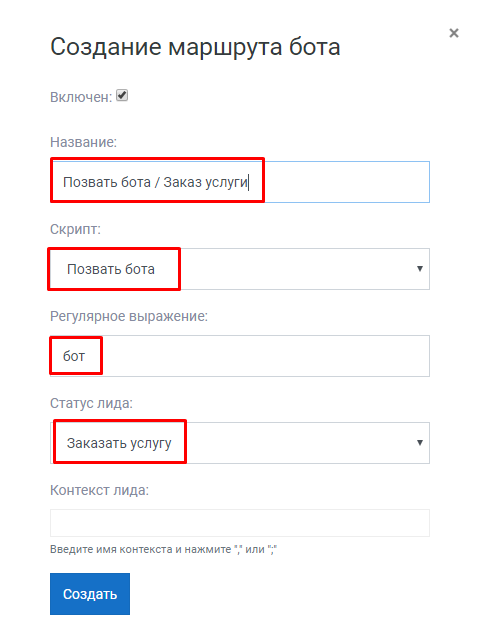 ×
Создание маршрута бота
Включен:
Название:
Позвать бота / Заказ услуги
Скрипт:
Позвать бота
Регулярное выражение:
бот
Статус лида:
Заказать услугу
Контекст лида:
Введите имя контекста и нажмите "," или ";"
Создать